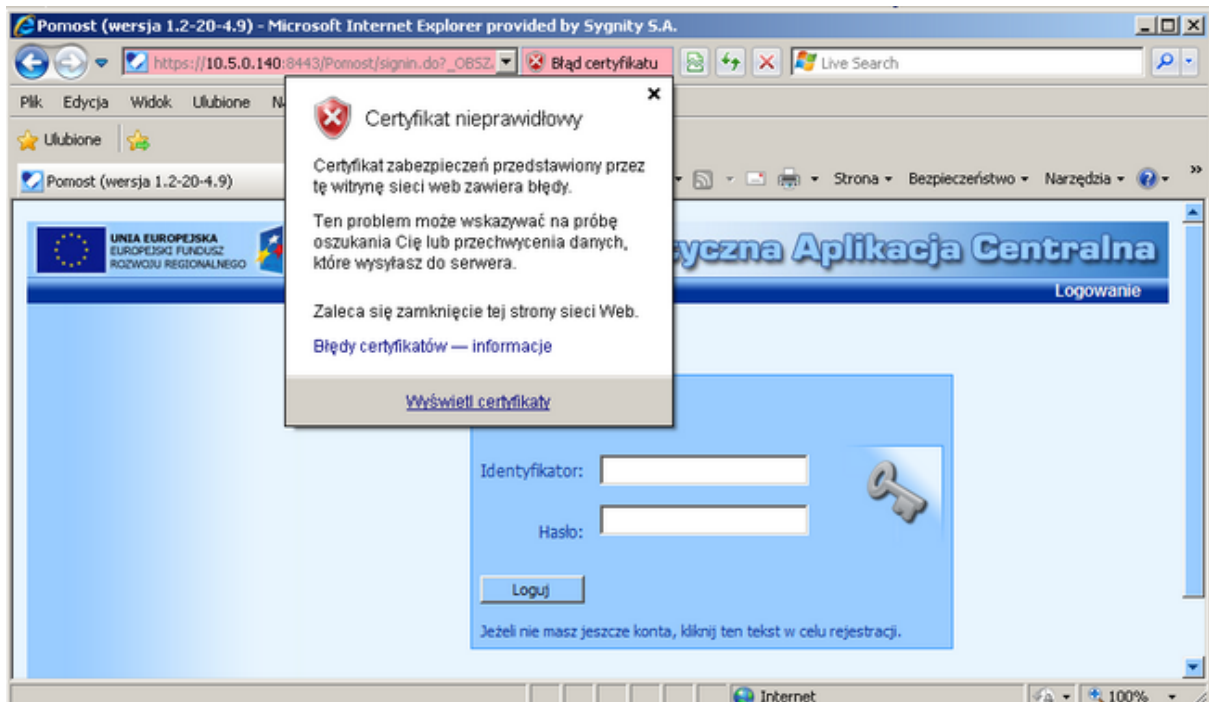 Pomost (wersja 1.2-20-4.9) - Microsoft Internet Explorer provided by Sygnity S.A.
https://10.5.0.140:8443/Pomost/signin.do?_OBSZ
Błąd certyfikatu
Live Search
Plik Edycja Widok Ulubione
Ulubione
Pomost (wersja 1.2-20-4.9)
Strona Bezpieczeństwo Narzędzia
Certyfikat nieprawidłowy
Certyfikat zabezpieczeń przedstawiony przez
tę witrynę sieci web zawiera błędy.
Ten problem może wskazywać na próbę
oszukania Cię lub przechwycenia danych,
które wysyłasz do serwera.
Zaleca się zamknięcie tej strony sieci Web.
Błędy certyfikatów — informacje
Wyświetl certyfikaty
UNIA EUROPEJSKA
EUROPEJSKI FUNDUSZ
ROZWOJU REGIONALNEGO
yczna Aplikacja Centralna
Logowanie
Identyfikator:
Hasło:
Loguj
Jeżeli nie masz jeszcze konta, kliknij ten tekst w celu rejestracji.
Internet
100%